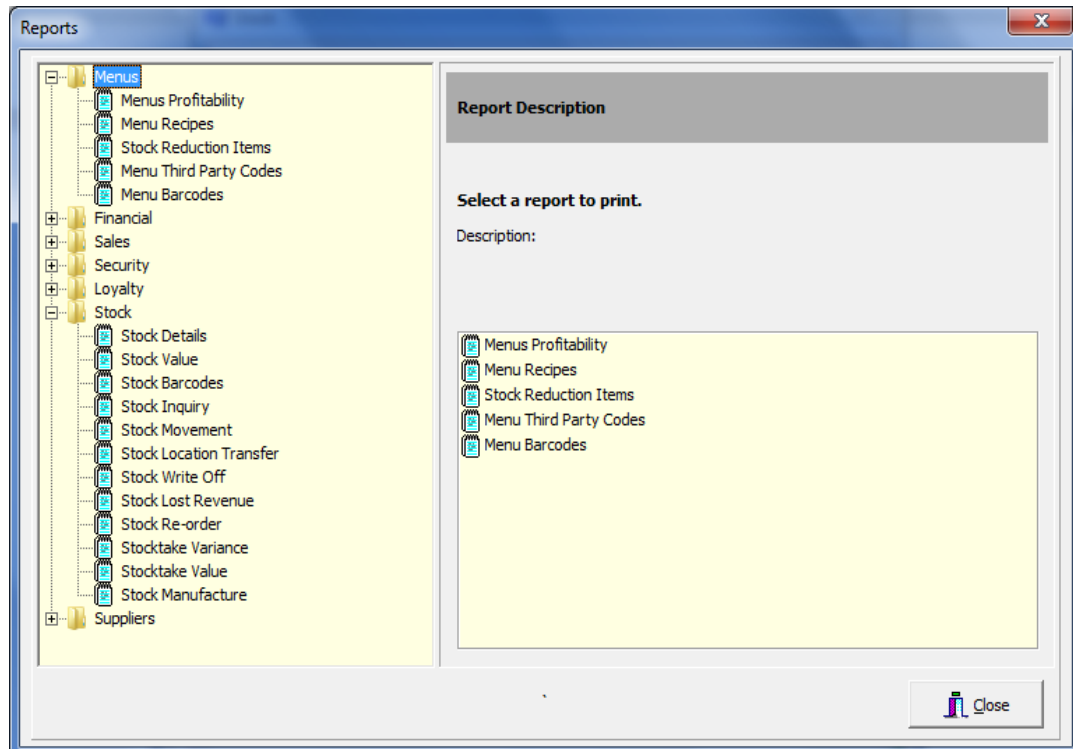 Reports
Menus
Menus Profitability
Menu Recipes
Stock Reduction Items
Menu Third Party Codes
Menu Barcodes
Financial
Sales
Security
Loyalty
Stock
Stock Details
Stock Value
Stock Barcodes
Stock Inquiry
Stock Movement
Stock Location Transfer
Stock Write Off
Stock Lost Revenue
Stock Re-order
Stocktake Variance
Stocktake Value
Stock Manufacture
Suppliers
Report Description
Select a report to print.
Description:
Menus Profitability
Menu Recipes
Stock Reduction Items
Menu Third Party Codes
Menu Barcodes
Close